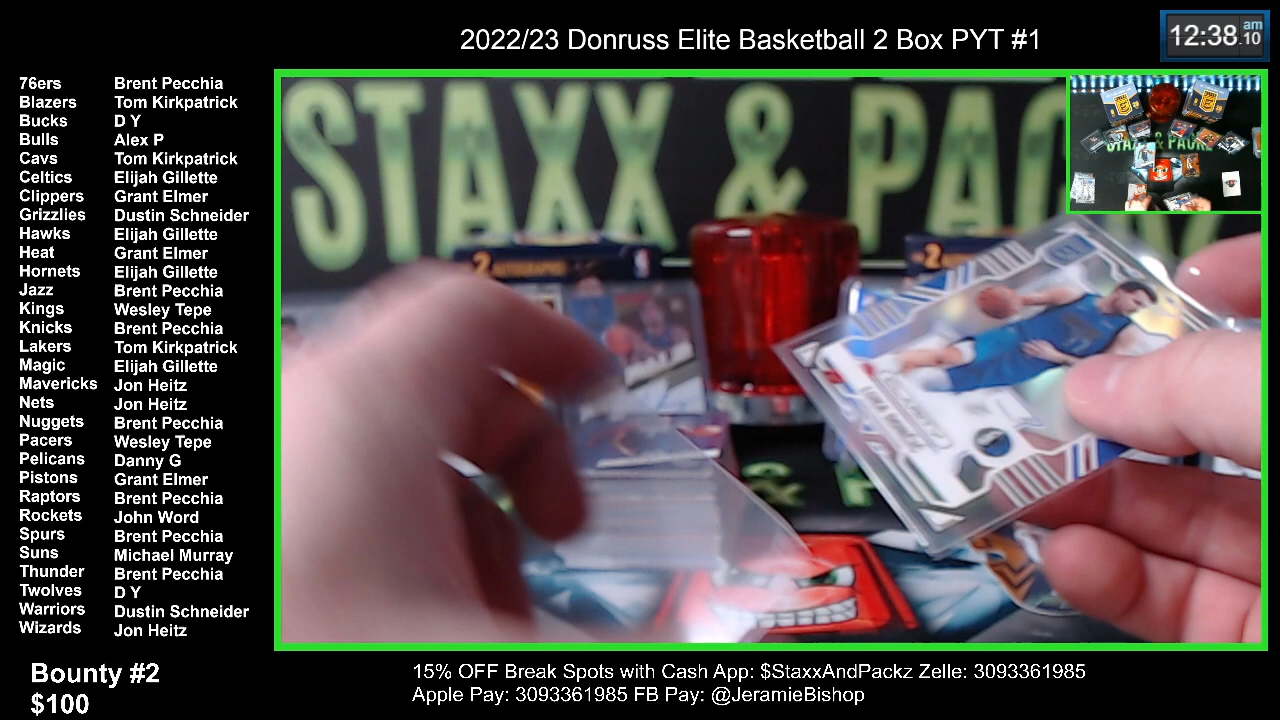 2022/23 Donruss Elite Basketball 2 Box PYT #1
12:38.10 am
76ers Brent Pecchia
Blazers Tom Kirkpatrick
Bucks D Y
Bulls Alex P
Cavs Tom Kirkpatrick
Celtics Elijah Gillette
Clippers Grant Elmer
Grizzlies Dustin Schneider
Hawks Elijah Gillette
Heat Grant Elmer
Hornets Elijah Gillette
Jazz Brent Pecchia
Kings Wesley Tepe
Knicks Brent Pecchia
Lakers Tom Kirkpatrick
Magic Elijah Gillette
Mavericks Jon Heitz
Nets Jon Heitz
Nuggets Brent Pecchia
Pacers Wesley Tepe
Pelicans Danny G
Pistons Grant Elmer
Raptors Brent Pecchia
Rockets John Word
Spurs Brent Pecchia
Suns Michael Murray
Thunder Brent Pecchia
Twolves D Y
Warriors Dustin Schneider
Wizards Jon Heitz
STAXX & PAC
2 AUTOGRAPHS
2
STAXX & PACK
Bounty #2
$100
15% OFF Break Spots with Cash App: $StaxxAndPackz Zelle: 3093361985
Apple Pay: 3093361985 FB Pay: @JeramieBishop